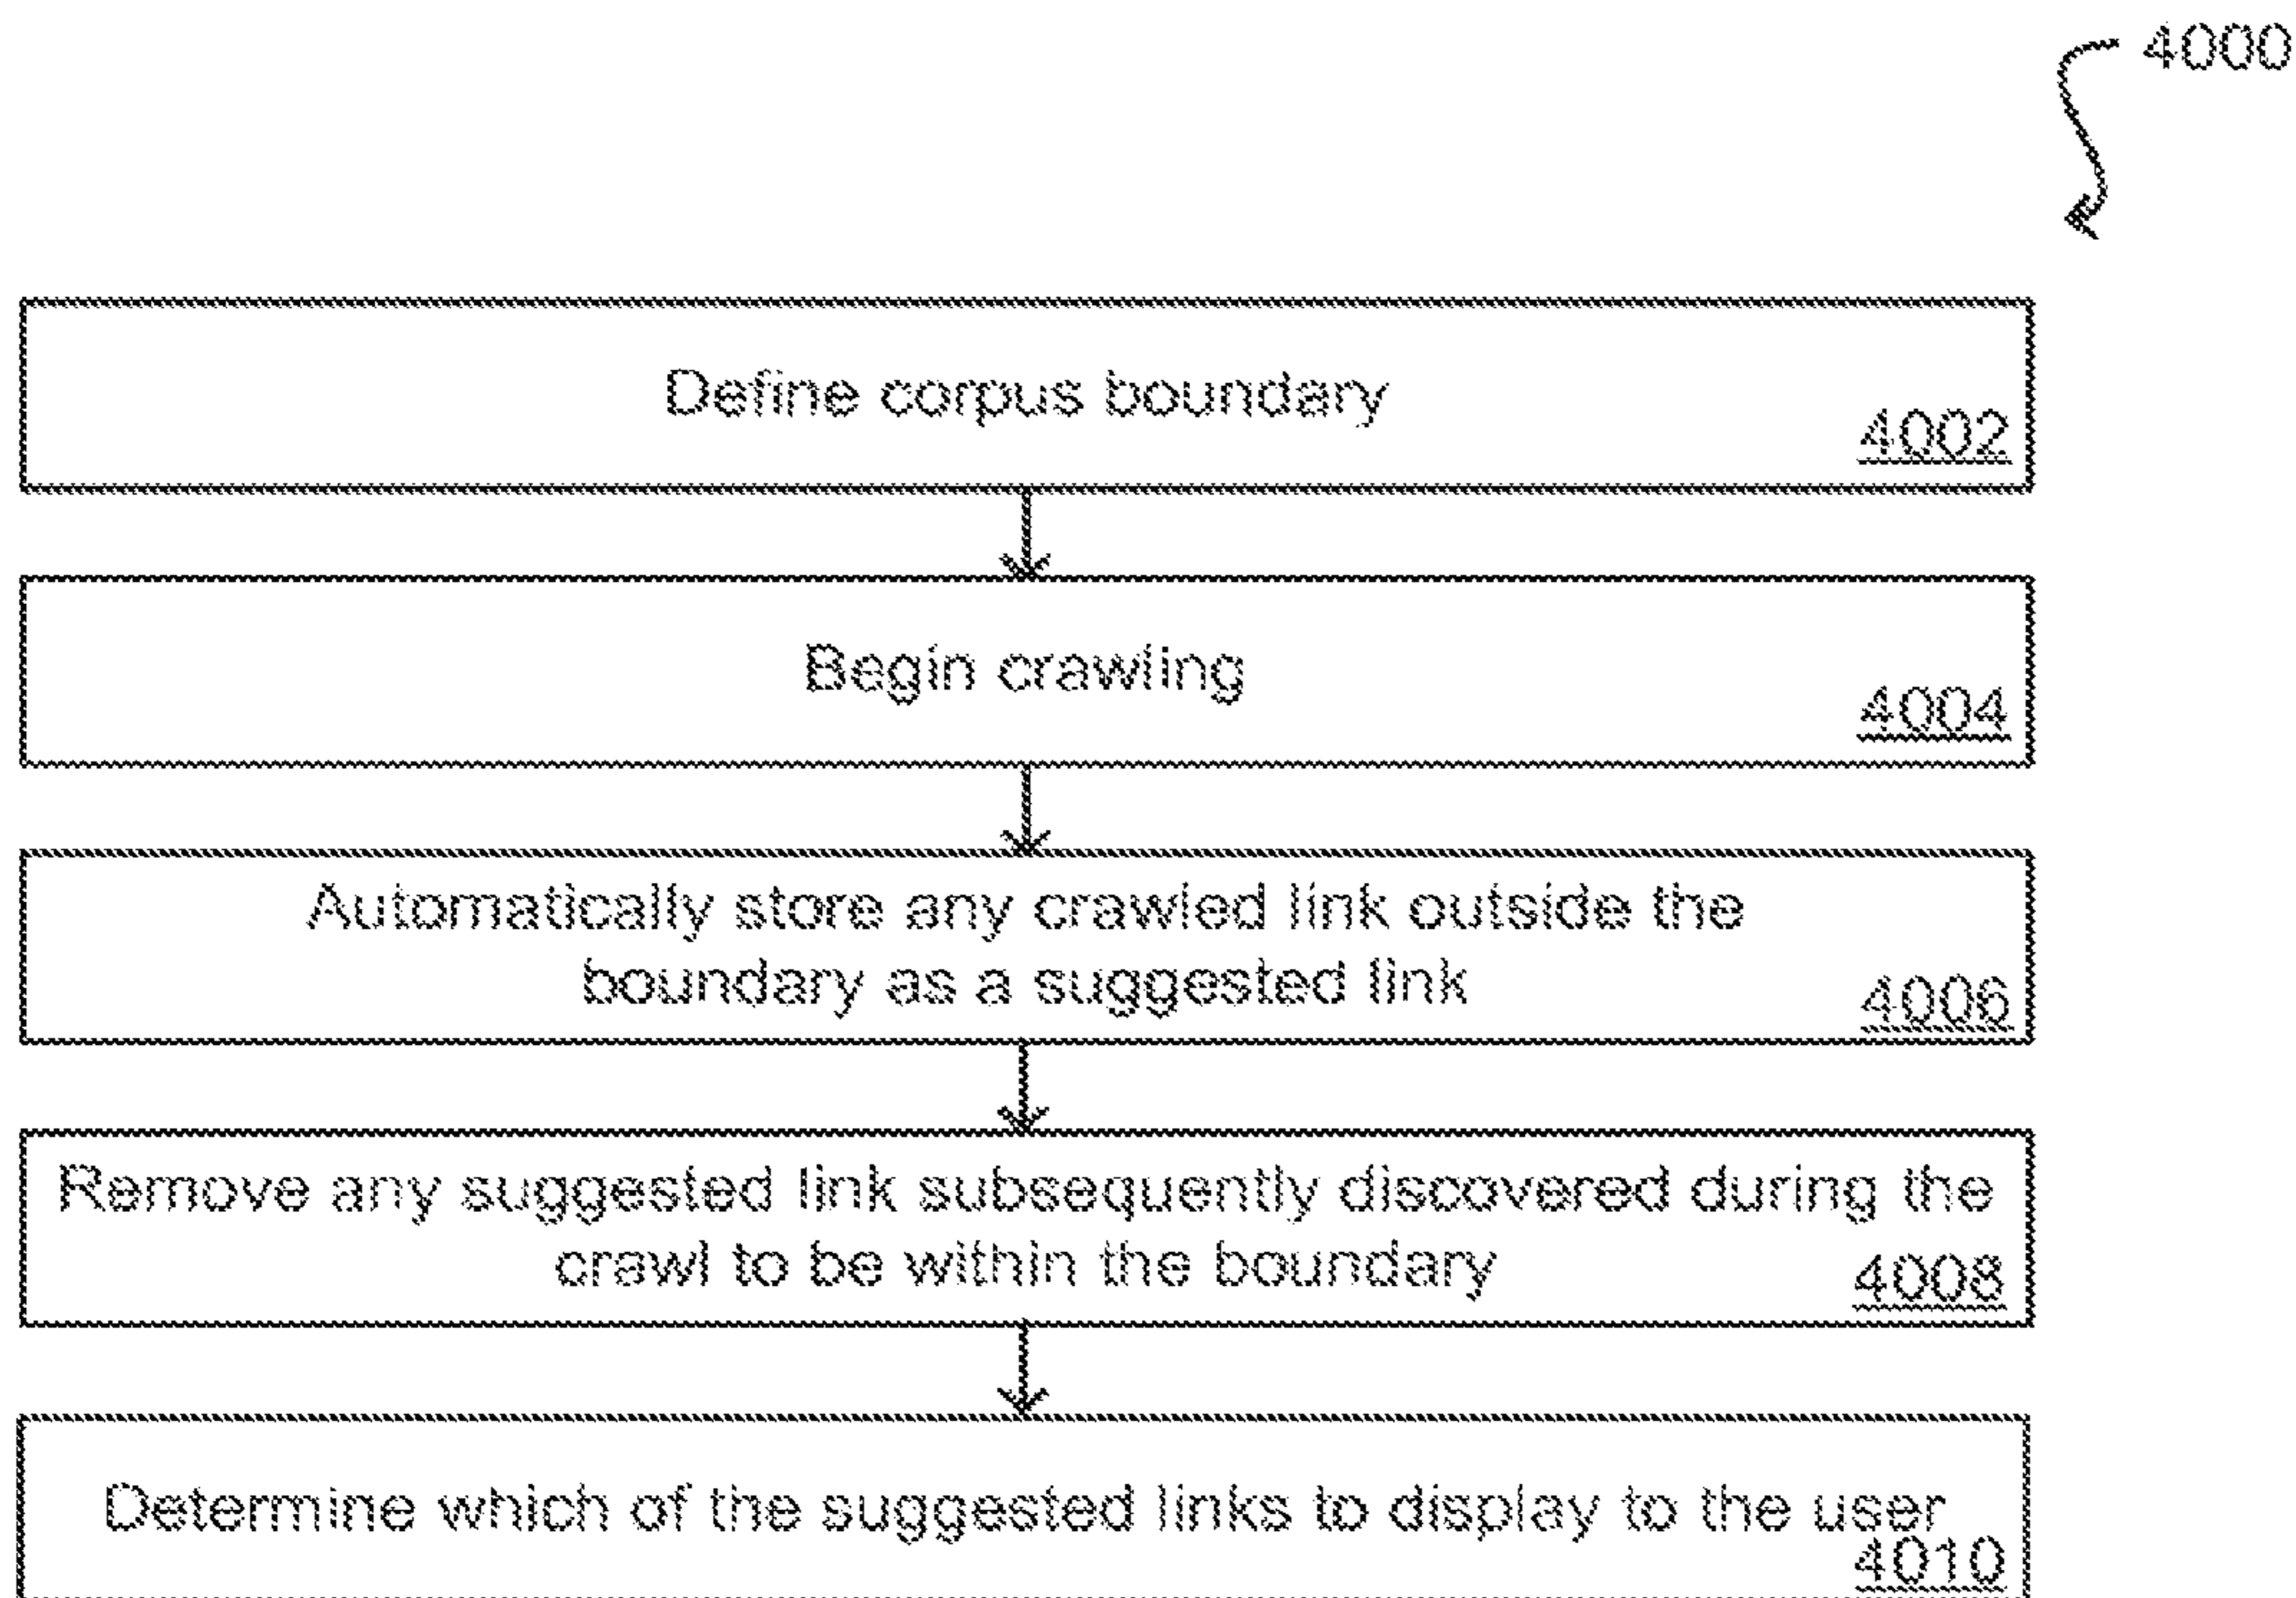 4000
Define corpus boundary
4002
Begin crawling
4004
Automatically store any crawled link outside the
boundary as a suggested link
4006
Remove any suggested link subsequently discovered during the
crawl to be within the boundary
4008
Determine which of the suggested links to display to the user
4010